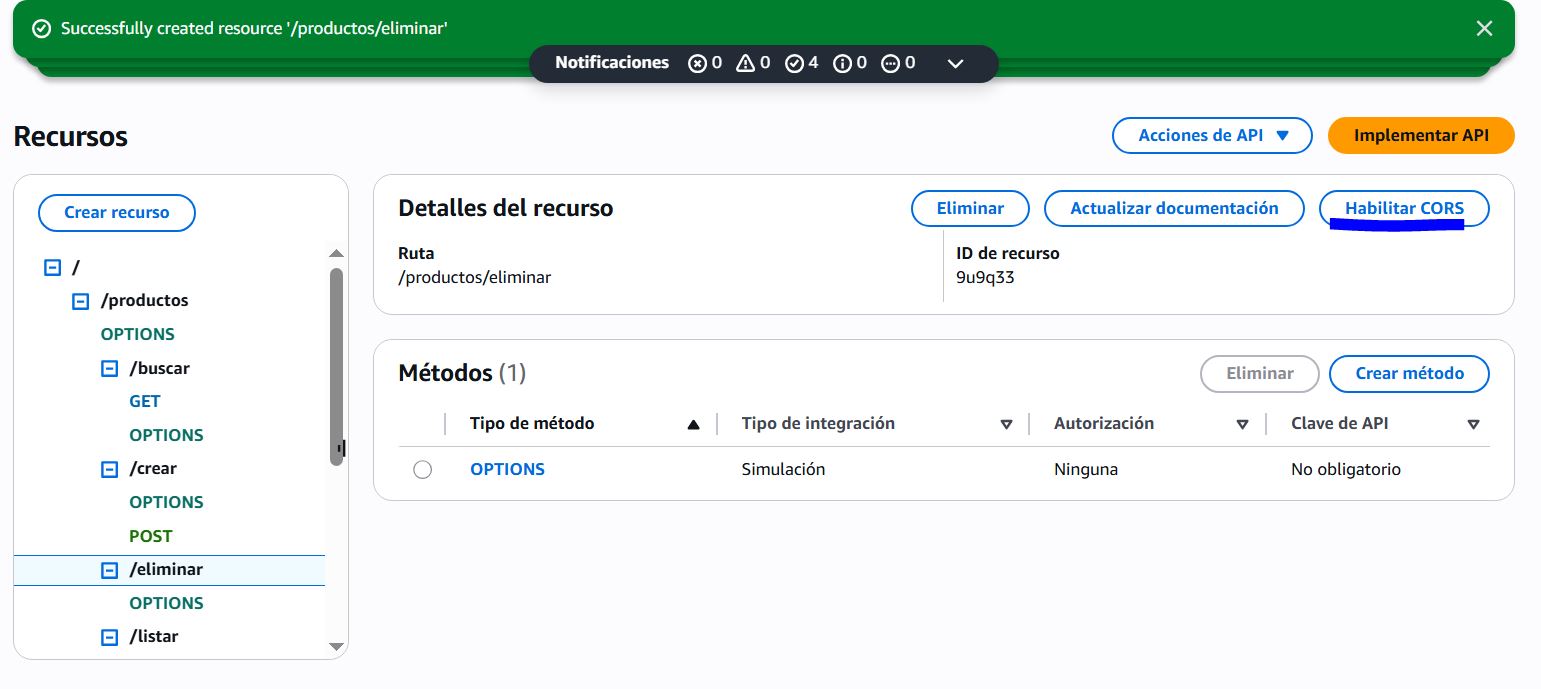 Successfully created resource '/productos/eliminar'
Notificaciones 0 0 4 0 0
Recursos
Acciones de API
Implementar API
Crear recurso
/
/productos
OPTIONS
/buscar
GET
OPTIONS
/crear
OPTIONS
POST
/eliminar
OPTIONS
/listar
Detalles del recurso
Eliminar
Actualizar documentación
Habilitar CORS
Ruta
/productos/eliminar
ID de recurso
9u9q33
Métodos (1)
Eliminar
Crear método
Tipo de método Tipo de integración Autorización Clave de API
OPTIONS Simulación Ninguna No obligatorio